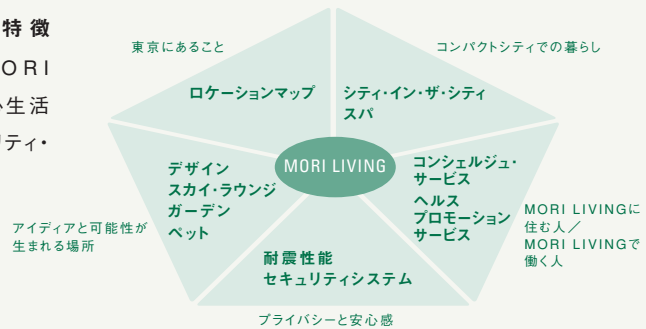 特徴
MORI
い生活
リティ・
東京にあること
コンパクトシティでの暮らし
ロケーションマップ
シティ・イン・ザ・シティ
スパ
MORI LIVING
デザイン
スカイ・ラウンジ
ガーデン
ペット
コンシェルジュ・
サービス
ヘルス
プロモーション
サービス
アイディアと可能性が
生まれる場所
MORI LIVINGに
住む人／
MORI LIVINGで
働く人
耐震性能
セキュリティシステム
プライバシーと安心感